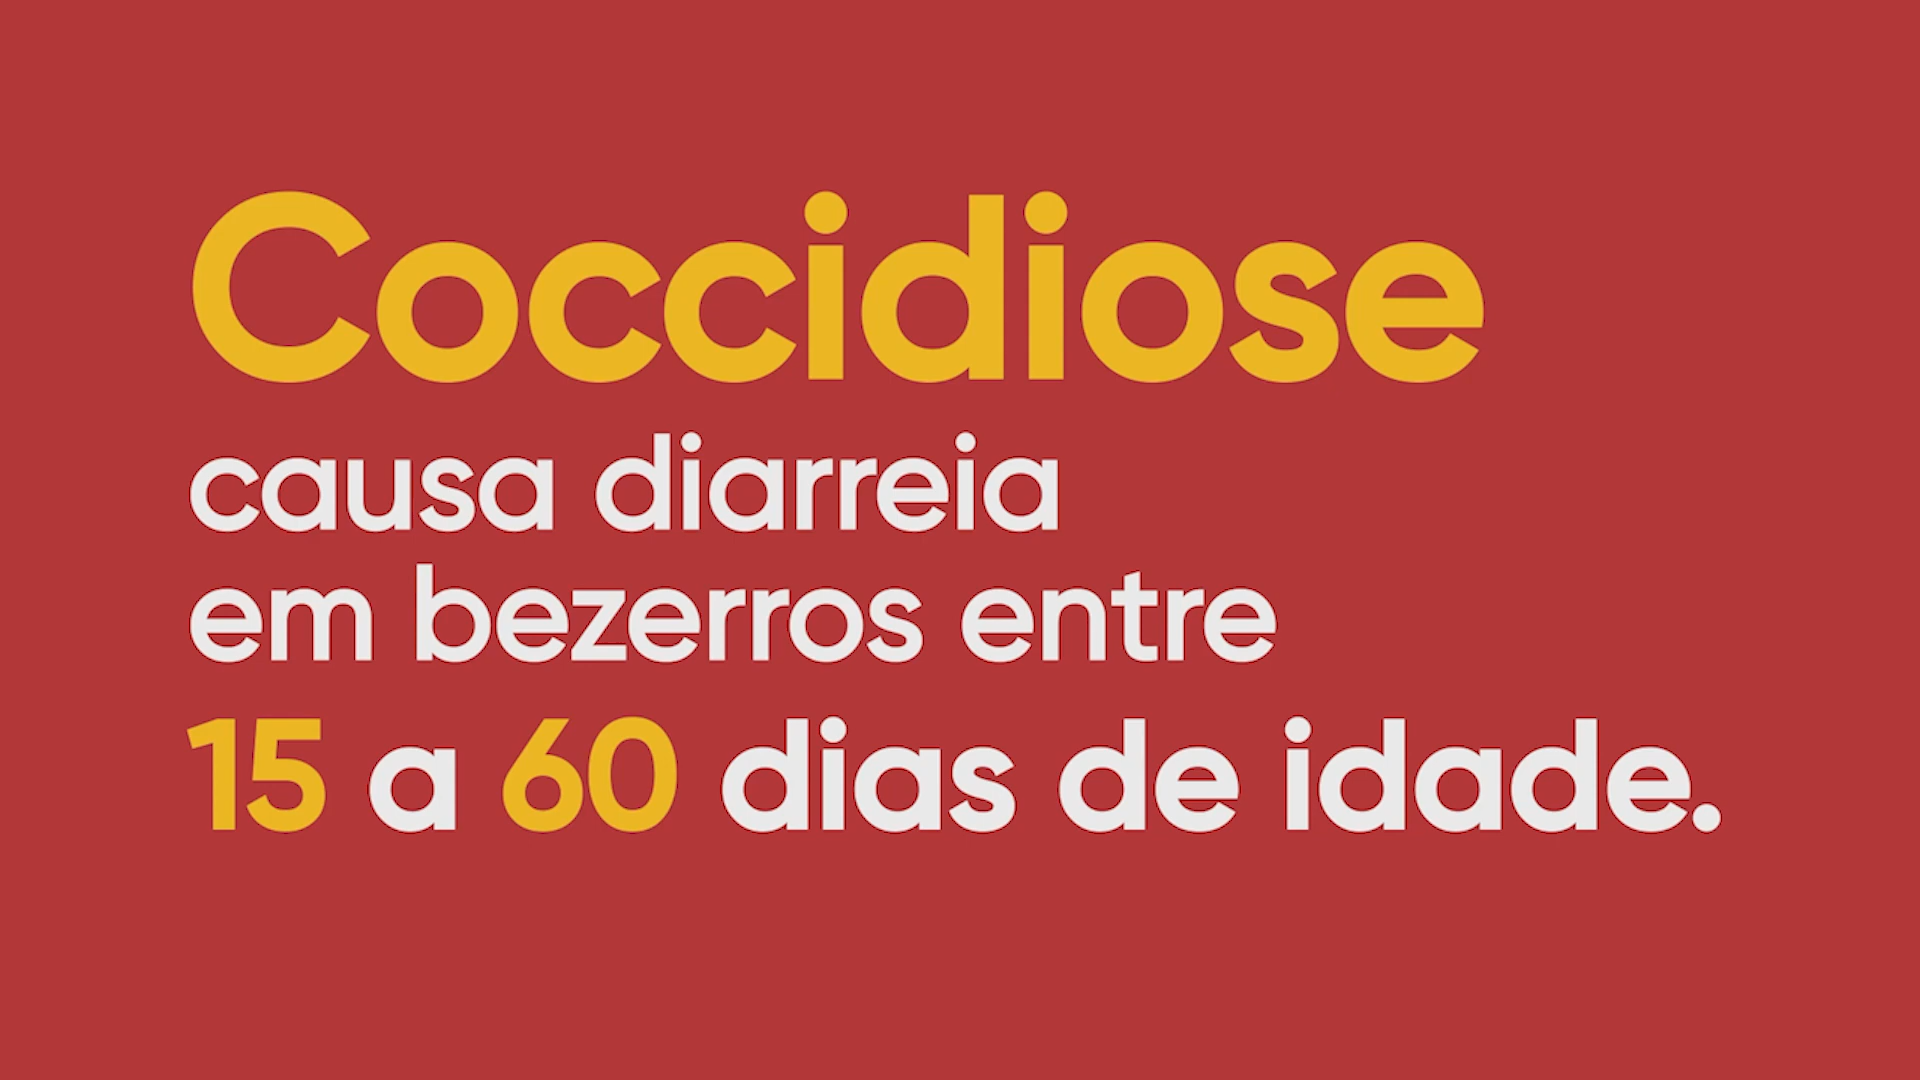 Coccidiose
causa diarreia
em bezerros entre
15 a 60 dias de idade.